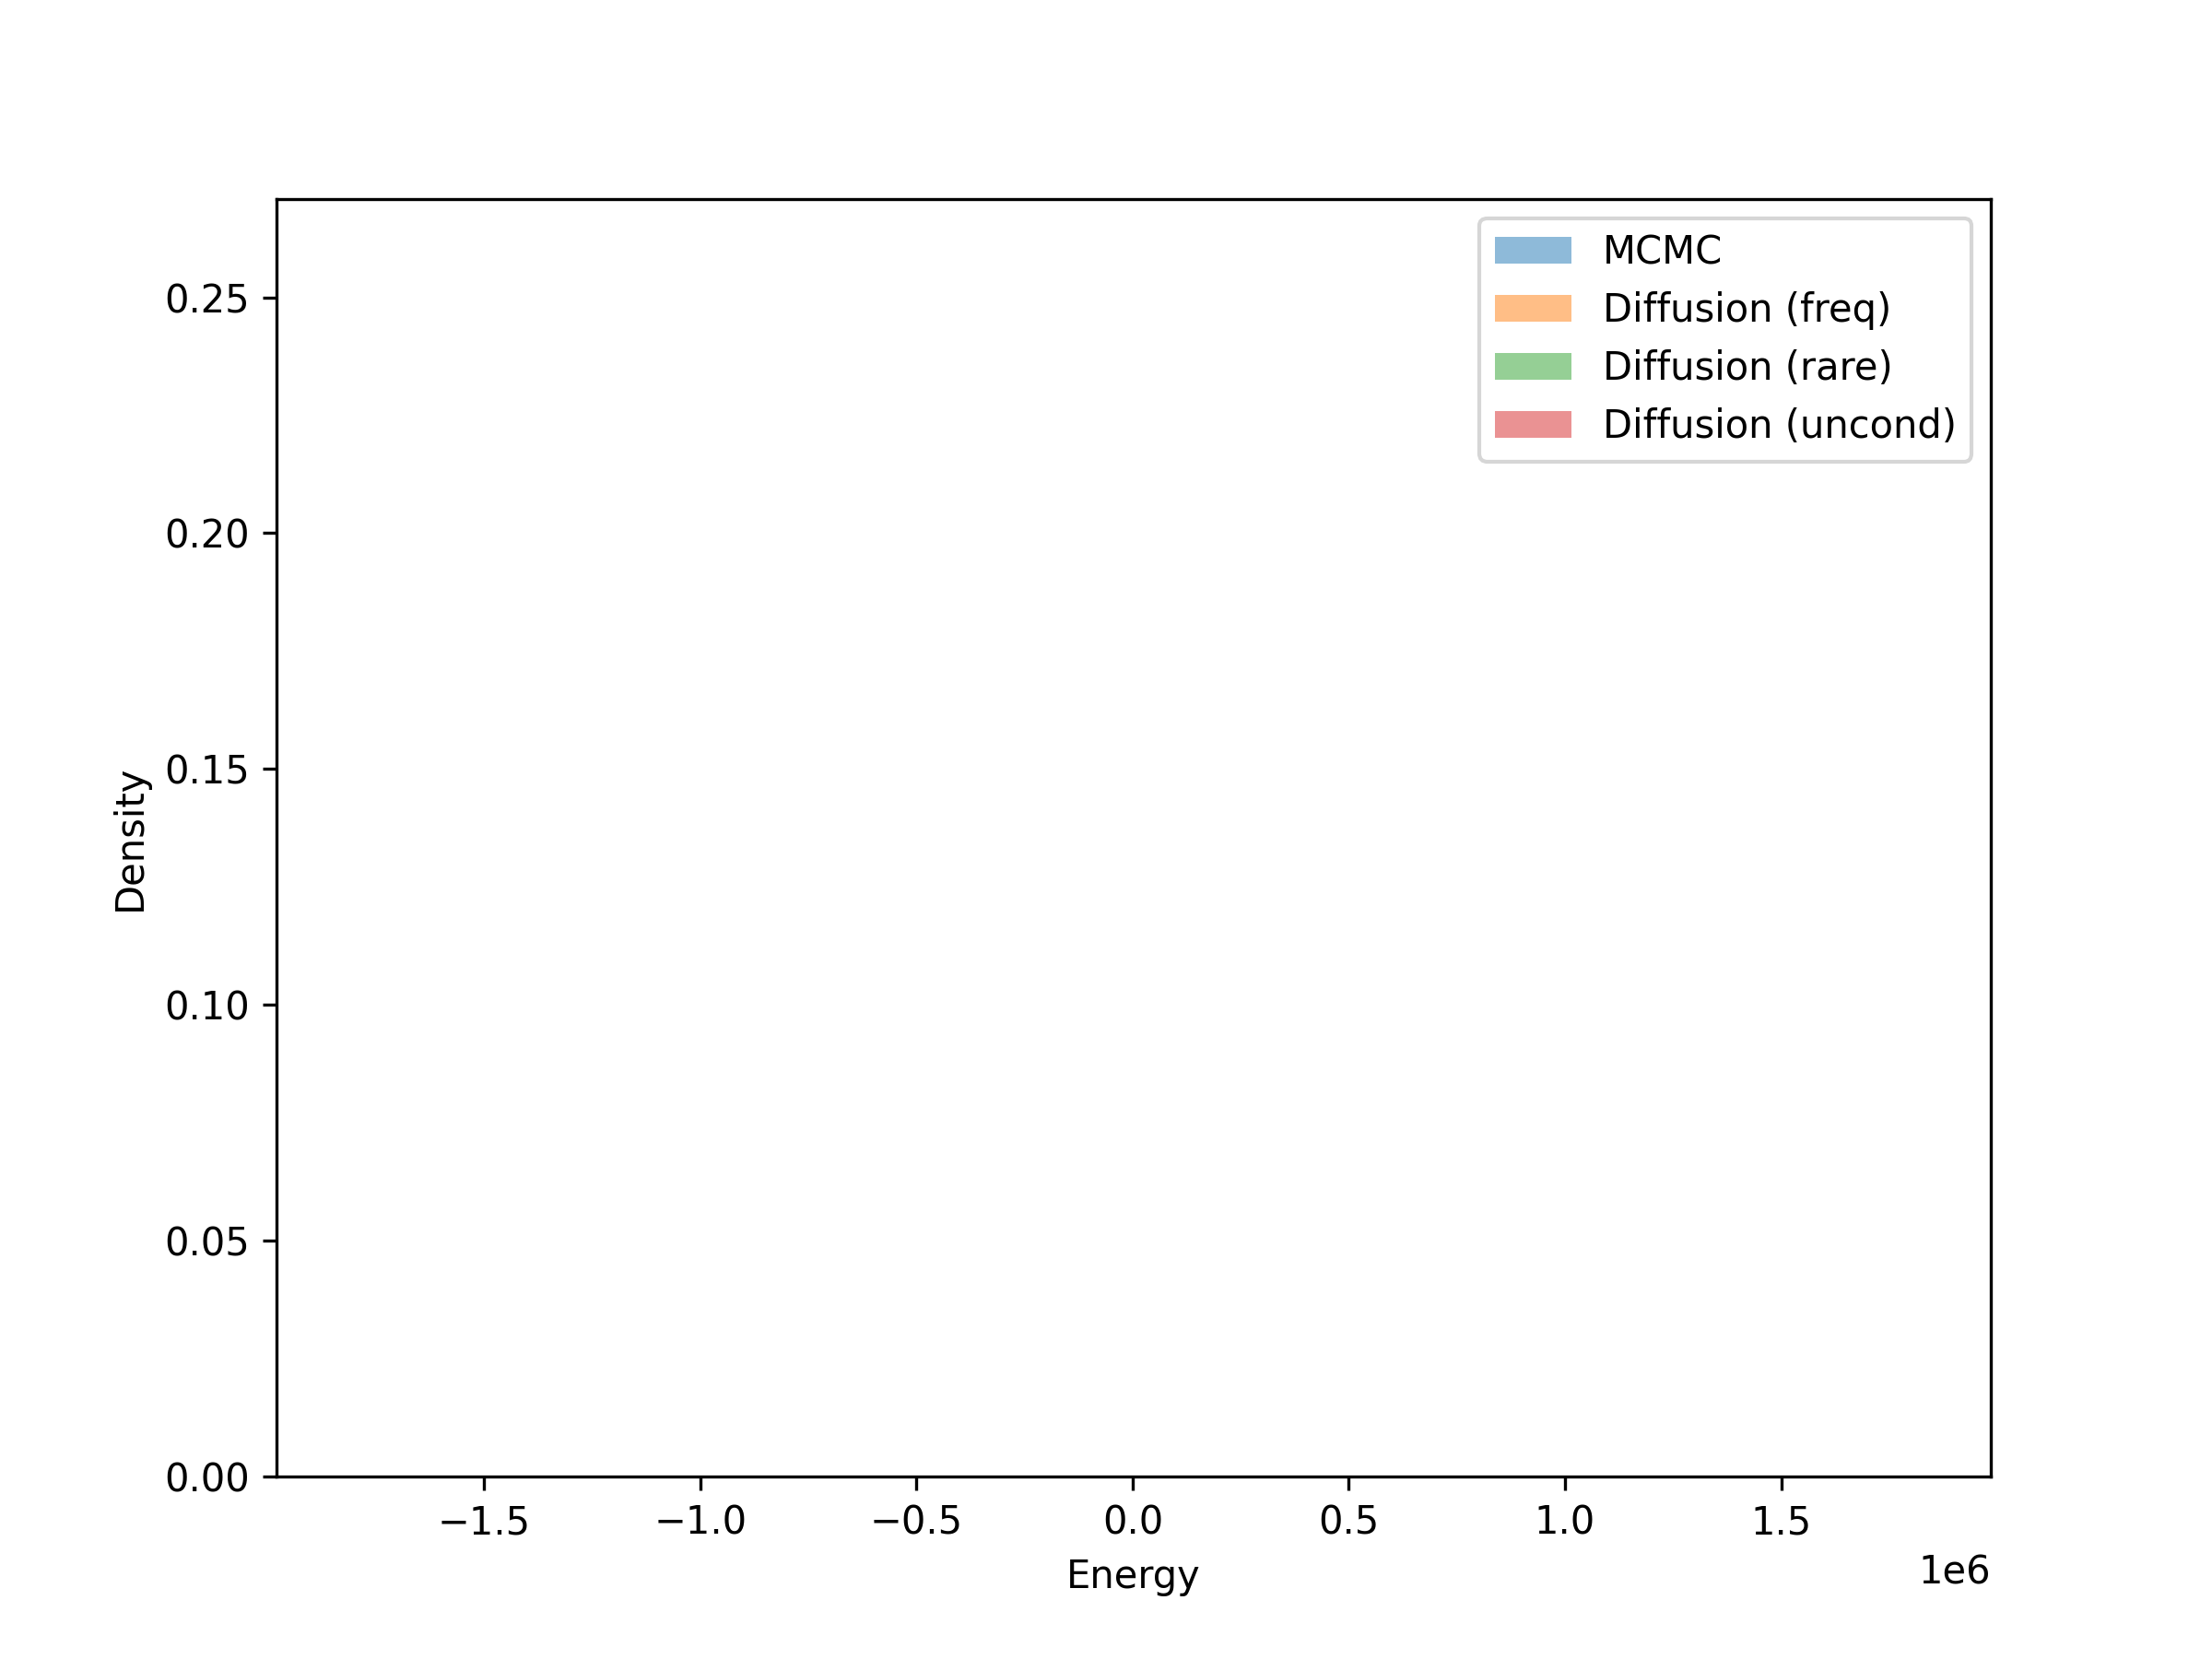 MCMC
Diffusion (freq)
Diffusion (rare)
Diffusion (uncond)
0.25
0.20
0.15
0.10
0.05
0.00
Density
−1.5 −1.0 −0.5 0.0 0.5 1.0 1.5
Energy
1e6